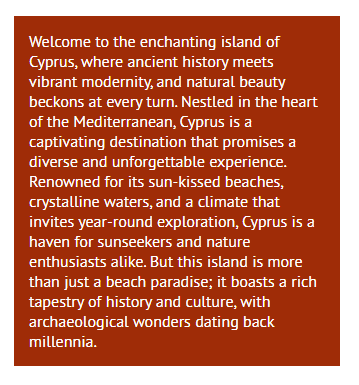 Welcome to the enchanting island of
Cyprus, where ancient history meets
vibrant modernity, and natural beauty
beckons at every turn. Nestled in the heart
of the Mediterranean, Cyprus is a
captivating destination that promises a
diverse and unforgettable experience.
Renowned for its sun-kissed beaches,
crystalline waters, and a climate that
invites year-round exploration, Cyprus is a
haven for sunseekers and nature
enthusiasts alike. But this island is more
than just a beach paradise; it boasts a rich
tapestry of history and culture, with
archaeological wonders dating back
millennia.